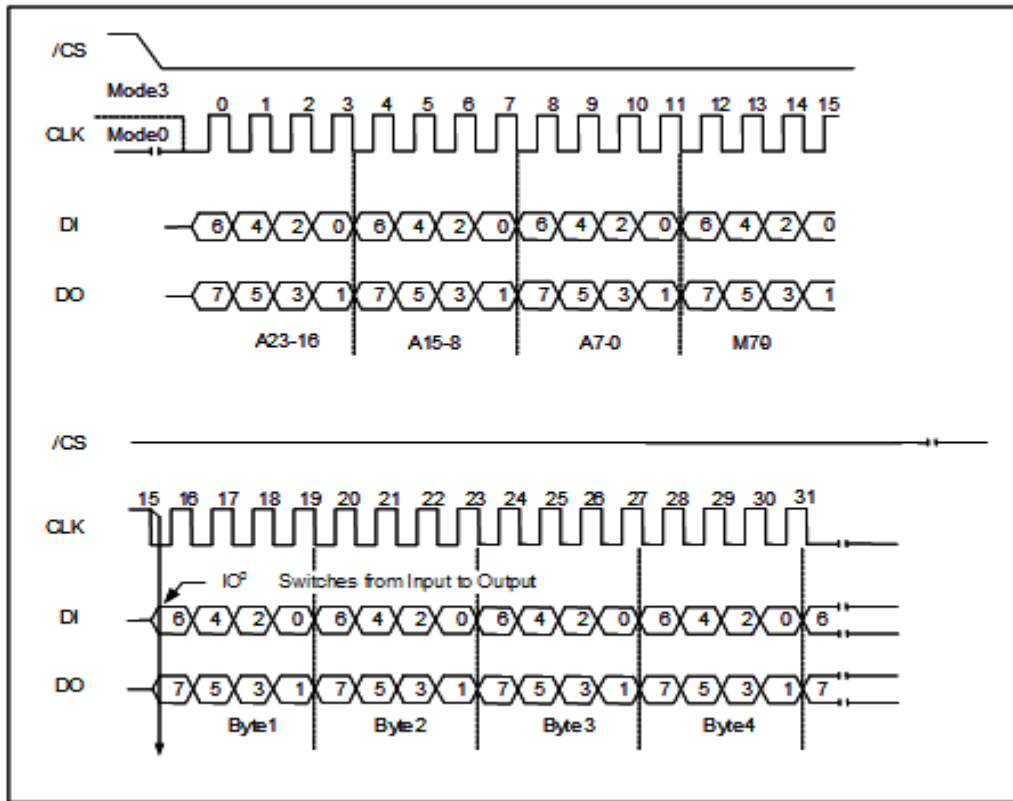 /CS
Mode3
0 1 2 3 4 5 6 7 8 9 10 11 12 13 14 15
CLK Mode0
DI 6 4 2 0 6 4 2 0 6 4 2 0 6 4 2 0
DO 7 5 3 1 7 5 3 1 7 5 3 1 7 5 3 1
A23-16 A15-8 A7-0 M70
/CS
15 16 17 18 19 20 21 22 23 24 25 26 27 28 29 30 31
CLK
IO⁰ Switches from Input to Output
DI 6 4 2 0 6 4 2 0 6 4 2 0 6 4 2 0 6
DO 7 5 3 1 7 5 3 1 7 5 3 1 7 5 3 1 7
Byte1 Byte2 Byte3 Byte4